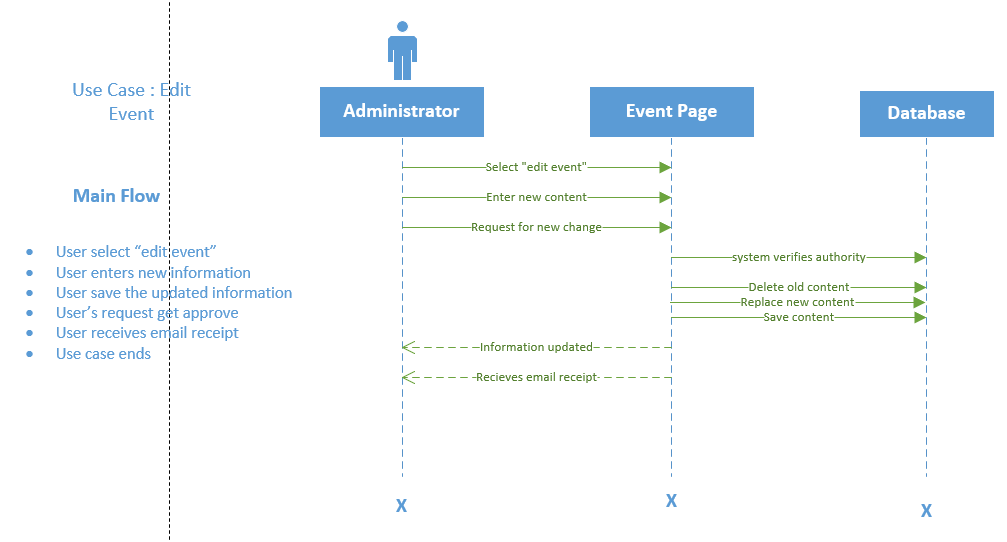 Use Case : Edit
Event
Main Flow
• User select “edit event”
• User enters new information
• User save the updated information
• User’s request get approve
• User receives email receipt
• Use case ends
Administrator
Event Page
Database
Select "edit event"
Enter new content
Request for new change
system verifies authority
Delete old content
Replace new content
Save content
Information updated
Recieves email receipt
X
X
X